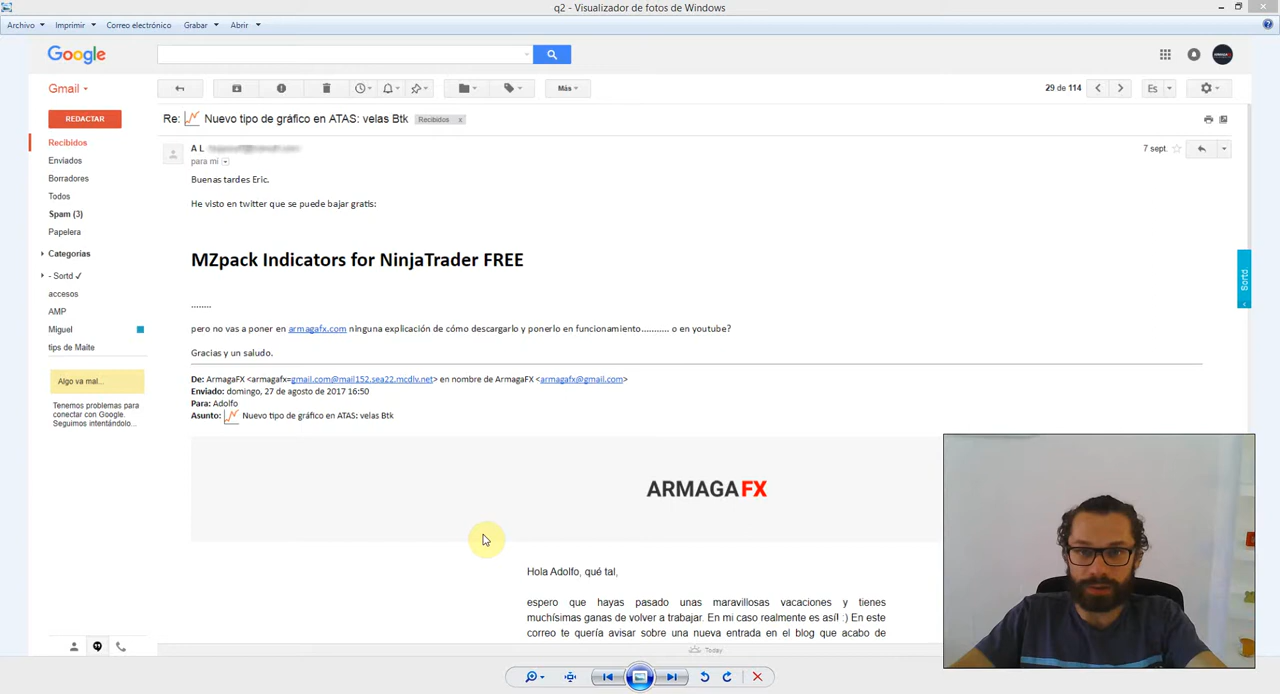 q2 - Visualizador de fotos de Windows
Archivo Imprimir Correo electrónico Grabar Abrir
Google
Gmail
Más
29 de 114
Es
REDACTAR
Re: Nuevo tipo de gráfico en ATAS: velas Btk Recibidos x
Recibidos
Enviados
Borradores
Todos
Spam (3)
Papelera
Categorías
- Sortd ✓
accesos
AMP
Miguel
tips de Maite
Algo va mal...
Tenemos problemas para
conectar con Google.
Seguimos intentándolo...
A L
para mi
7 sept.
Buenas tardes Eric.
He visto en twitter que se puede bajar gratis:
MZpack Indicators for NinjaTrader FREE
........
pero no vas a poner en armagafx.com ninguna explicación de cómo descargarlo y ponerlo en funcionamiento........... o en youtube?
Gracias y un saludo.
De: ArmagaFX <armagafx=gmail.com@mail152.sea22.mcdlv.net> en nombre de ArmagaFX <armagafx@gmail.com>
Enviado: domingo, 27 de agosto de 2017 16:50
Para: Adolfo
Asunto: Nuevo tipo de gráfico en ATAS: velas Btk
ARMAGAFX
Hola Adolfo, qué tal,
espero que hayas pasado unas maravillosas vacaciones y tienes
muchísimas ganas de volver a trabajar. En mi caso realmente es así! :) En este
correo te quería avisar sobre una nueva entrada en el blog que acabo de
Today
Sortd